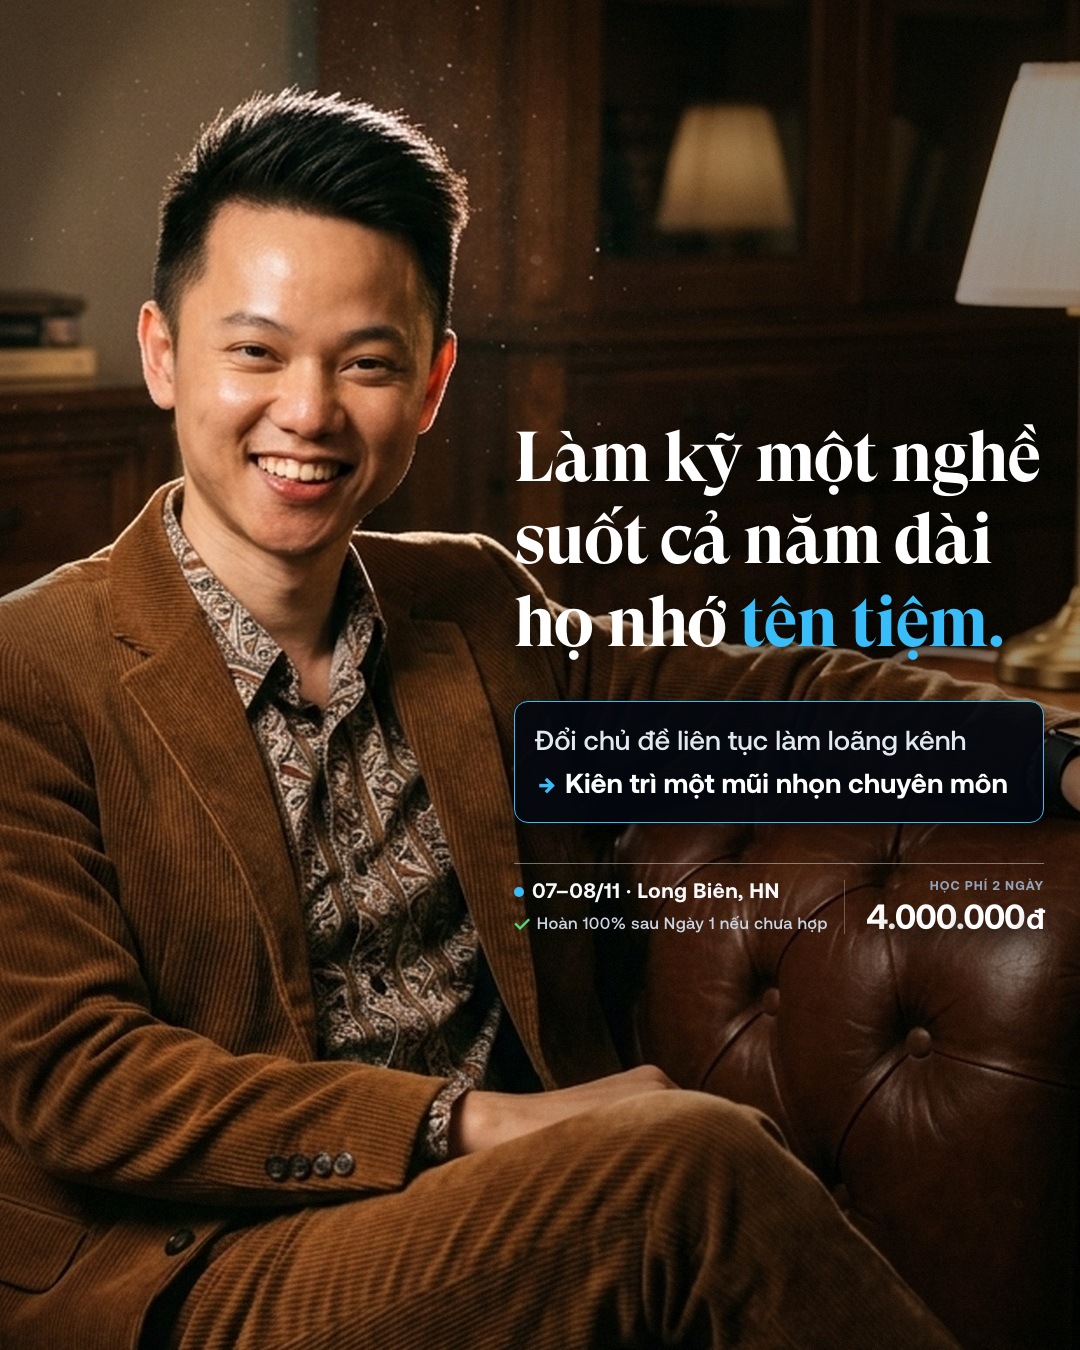 Làm kỹ một nghề
suốt cả năm dài
họ nhớ tên tiệm.
Đổi chủ đề liên tục làm loãng kênh
→ Kiên trì một mũi nhọn chuyên môn
07–08/11 · Long Biên, HN
Hoàn 100% sau Ngày 1 nếu chưa hợp
HỌC PHÍ 2 NGÀY
4.000.000đ